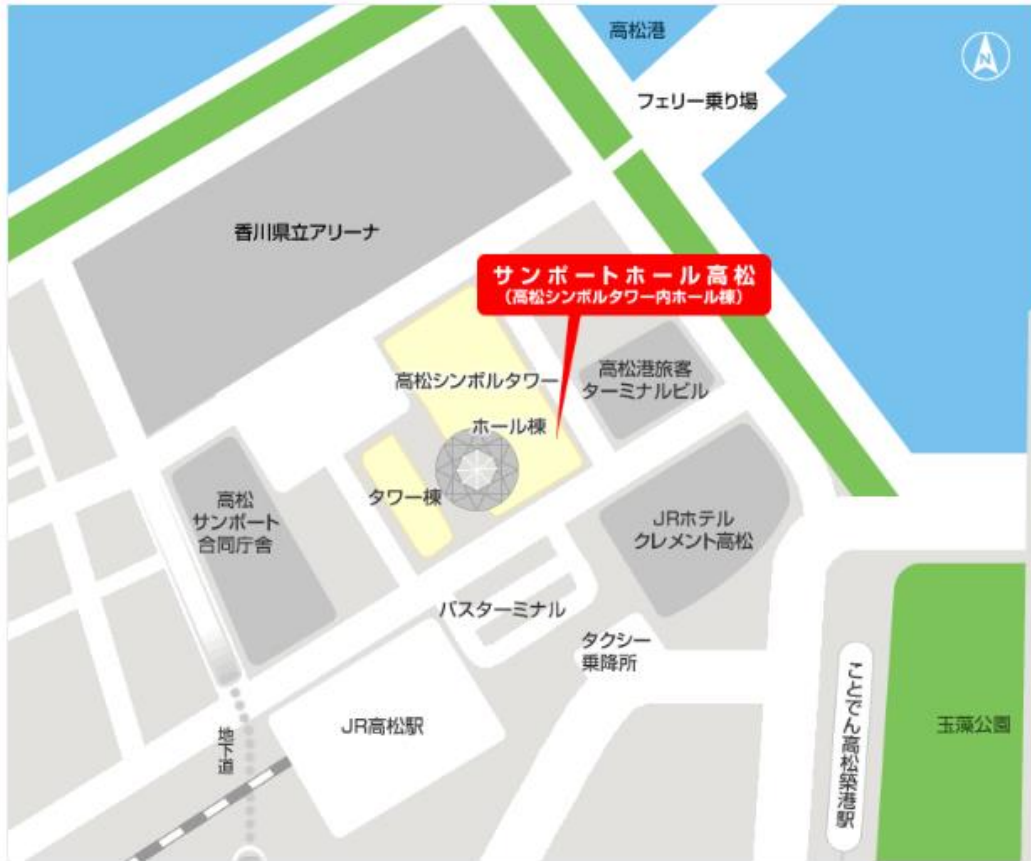 高松港
フェリー乗り場
N
香川県立アリーナ
サンポートホール高松
(高松シンボルタワー内ホール棟)
高松シンボルタワー
高松港旅客
ターミナルビル
ホール棟
タワー棟
高松
サンポート
合同庁舎
JRホテル
クレメント高松
バスターミナル
タクシー
乗降所
JR高松駅
地下道
ことでん高松築港駅
玉藻公園